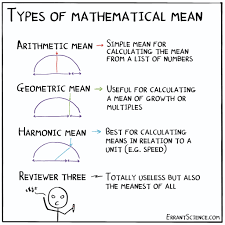 TYPES OF MATHEMATICAL MEAN
ARITHMETIC MEAN → SIMPLE MEAN FOR
CALCULATING THE MEAN
FROM A LIST OF NUMBERS
GEOMETRIC MEAN → USEFUL FOR CALCULATING
A MEAN OF GROWTH OR
MULTIPLES
HARMONIC MEAN → BEST FOR CALCULATING
MEANS IN RELATION TO A
UNIT (E.G. SPEED)
REVIEWER THREE → TOTALLY USELESS BUT ALSO
THE MEANEST OF ALL
ERRANTSCIENCE.COM